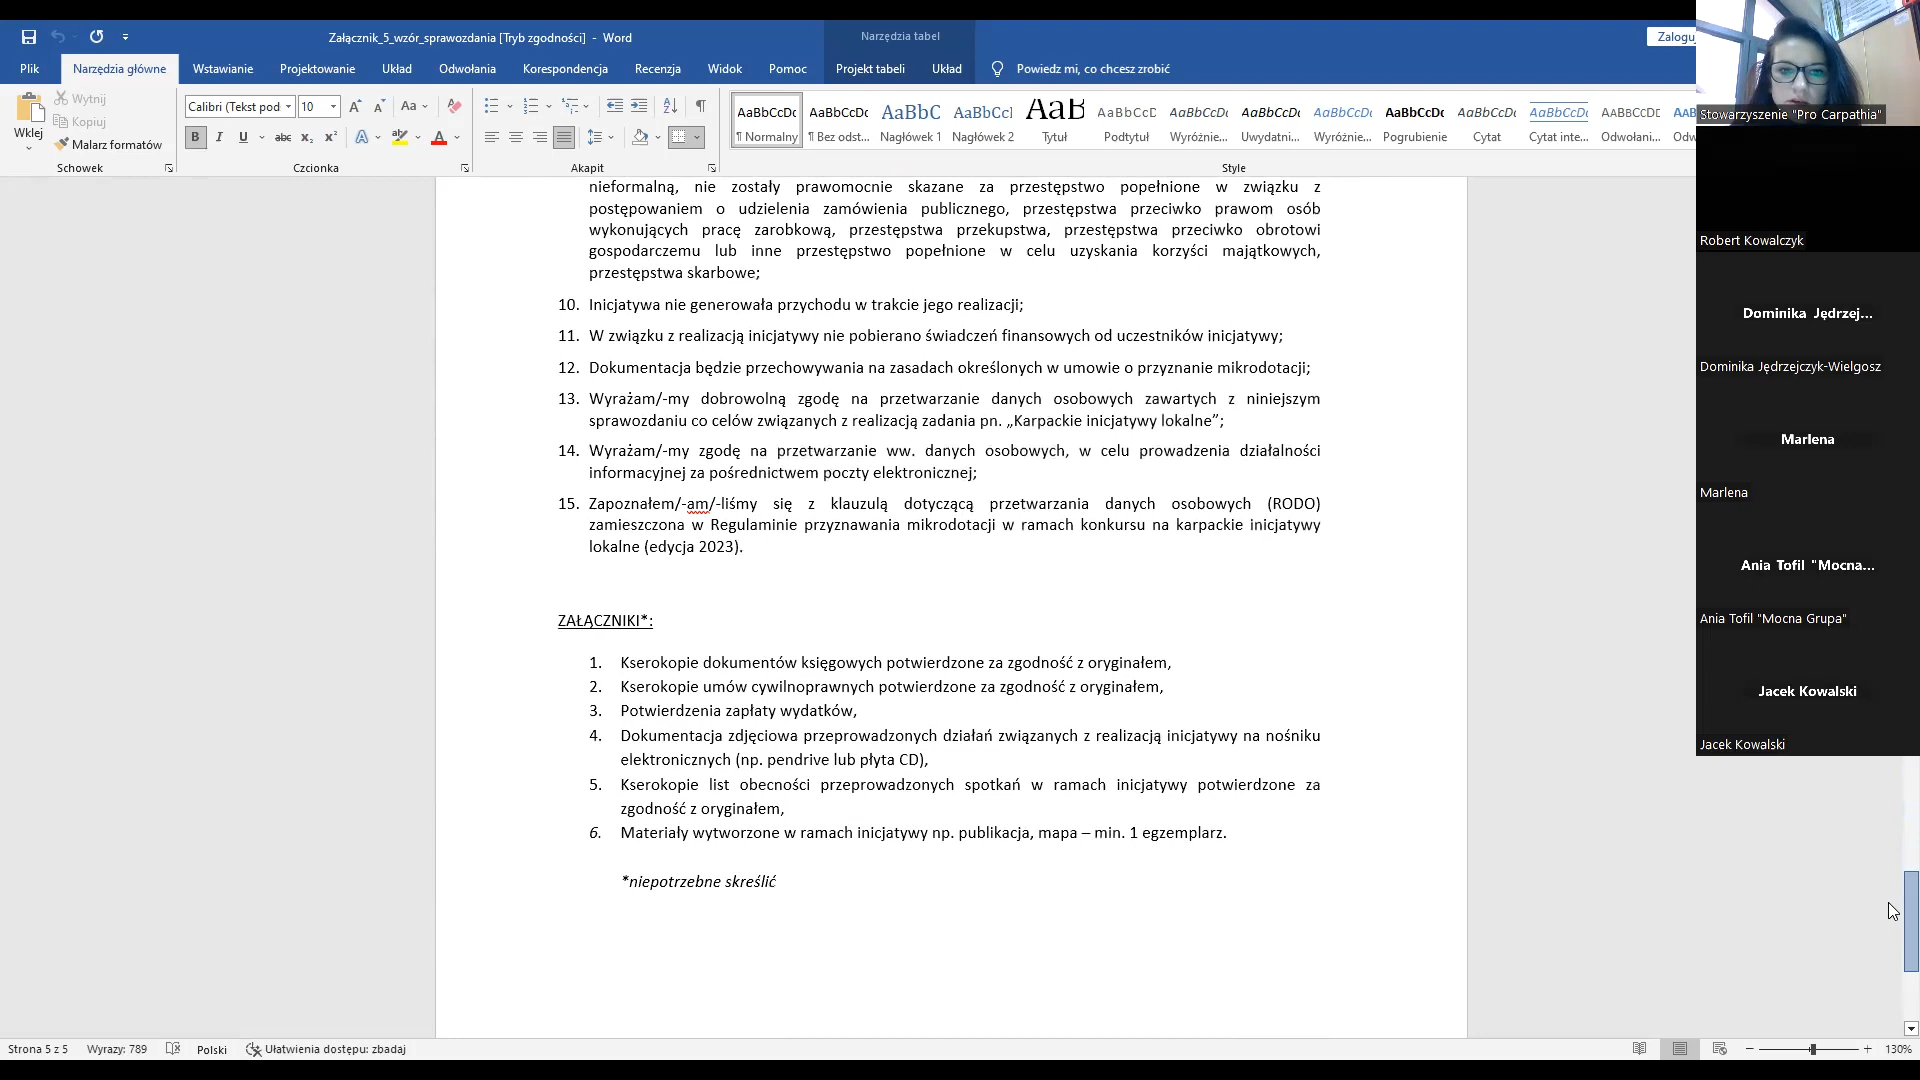 Załącznik_5_wzór_sprawozdania [Tryb zgodności] - Word
Narzędzia tabel
Plik
Narzędzia główne
Wstawianie
Projektowanie
Układ
Odwołania
Korespondencja
Recenzja
Widok
Pomoc
Projekt tabeli
Układ
Powiedz mi, co chcesz zrobić
Wklej
Wytnij
Kopiuj
Malarz formatów
Schowek
Calibri (Tekst pod
10
Czcionka
Akapit
¶ Normalny
¶ Bez odst...
Nagłówek 1
Nagłówek 2
Tytuł
Podtytuł
Wyróżnie...
Uwydatni...
Wyróżnie...
Pogrubienie
Cytat
Cytat inte...
Odwołani...
Style
Stowarzyszenie "Pro Carpathia"
Robert Kowalczyk
Dominika Jędrzej...
Dominika Jędrzejczyk-Wielgosz
Marlena
Marlena
Ania Tofil "Mocna...
Ania Tofil "Mocna Grupa"
Jacek Kowalski
Jacek Kowalski
nieformalną, nie zostały prawomocnie skazane za przestępstwo popełnione w związku z
postępowaniem o udzielenia zamówienia publicznego, przestępstwa przeciwko prawom osób
wykonujących pracę zarobkową, przestępstwa przekupstwa, przestępstwa przeciwko obrotowi
gospodarczemu lub inne przestępstwo popełnione w celu uzyskania korzyści majątkowych,
przestępstwa skarbowe;
10. Inicjatywa nie generowała przychodu w trakcie jego realizacji;
11. W związku z realizacją inicjatywy nie pobierano świadczeń finansowych od uczestników inicjatywy;
12. Dokumentacja będzie przechowywania na zasadach określonych w umowie o przyznanie mikrodotacji;
13. Wyrażam/-my dobrowolną zgodę na przetwarzanie danych osobowych zawartych z niniejszym
sprawozdaniu co celów związanych z realizacją zadania pn. „Karpackie inicjatywy lokalne”;
14. Wyrażam/-my zgodę na przetwarzanie ww. danych osobowych, w celu prowadzenia działalności
informacyjnej za pośrednictwem poczty elektronicznej;
15. Zapoznałem/-am/-liśmy się z klauzulą dotyczącą przetwarzania danych osobowych (RODO)
zamieszczona w Regulaminie przyznawania mikrodotacji w ramach konkursu na karpackie inicjatywy
lokalne (edycja 2023).
ZAŁĄCZNIKI*:
1. Kserokopie dokumentów księgowych potwierdzone za zgodność z oryginałem,
2. Kserokopie umów cywilnoprawnych potwierdzone za zgodność z oryginałem,
3. Potwierdzenia zapłaty wydatków,
4. Dokumentacja zdjęciowa przeprowadzonych działań związanych z realizacją inicjatywy na nośniku
elektronicznych (np. pendrive lub płyta CD),
5. Kserokopie list obecności przeprowadzonych spotkań w ramach inicjatywy potwierdzone za
zgodność z oryginałem,
6. Materiały wytworzone w ramach inicjatywy np. publikacja, mapa – min. 1 egzemplarz.
*niepotrzebne skreślić
Strona 5 z 5
Wyrazy: 789
Polski
Ułatwienia dostępu: zbadaj
130%